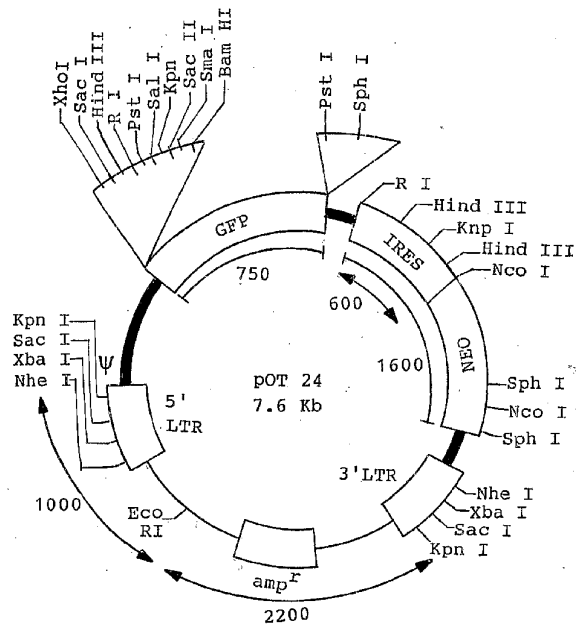 XhoI
Sac I
Hind III
R I
Pst I
Sal I
Kpn
Sac II
Sma I
Bam HI
Pst I
Sph I
R I
Hind III
Knp I
Hind III
Nco I
GFP
IRES
750
600
1600
NEO
Kpn I
Sac I
Xba I
Nhe I
Ψ
5'
LTR
pOT 24
7.6 Kb
Sph I
Nco I
Sph I
3'LTR
Nhe I
Xba I
Sac I
Kpn I
1000
Eco
RI
ampr
2200